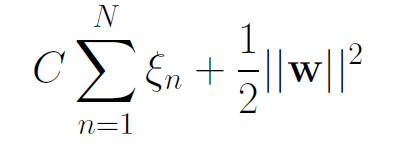 C \sum_{n=1}^{N} \xi_n + \frac{1}{2}||\mathbf{w}||^2